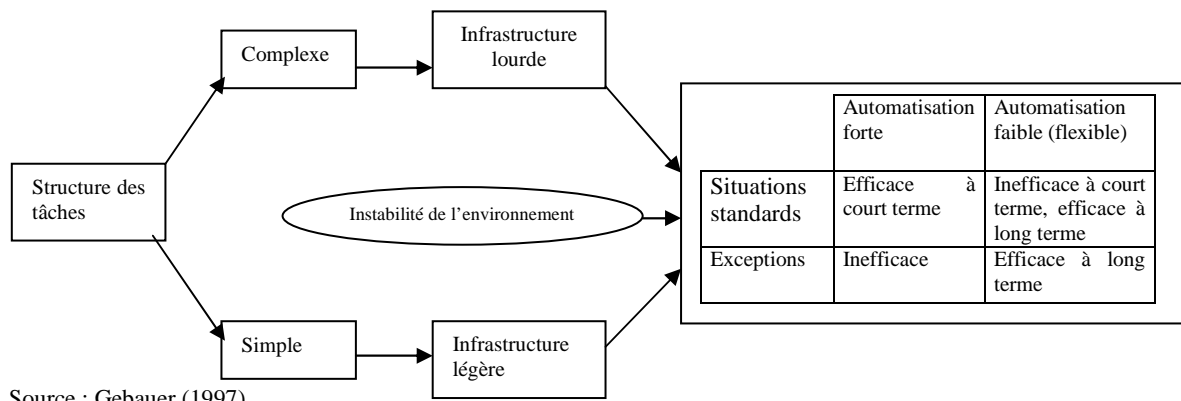 Complexe
Infrastructure
lourde
Structure des
tâches
Instabilité de l’environnement
Simple
Infrastructure
légère
Automatisation
forte
Automatisation
faible (flexible)
Situations
standards
Efficace à
court terme
Inefficace à court
terme, efficace à
long terme
Exceptions
Inefficace
Efficace à long
terme
Source : Gebauer (1997)